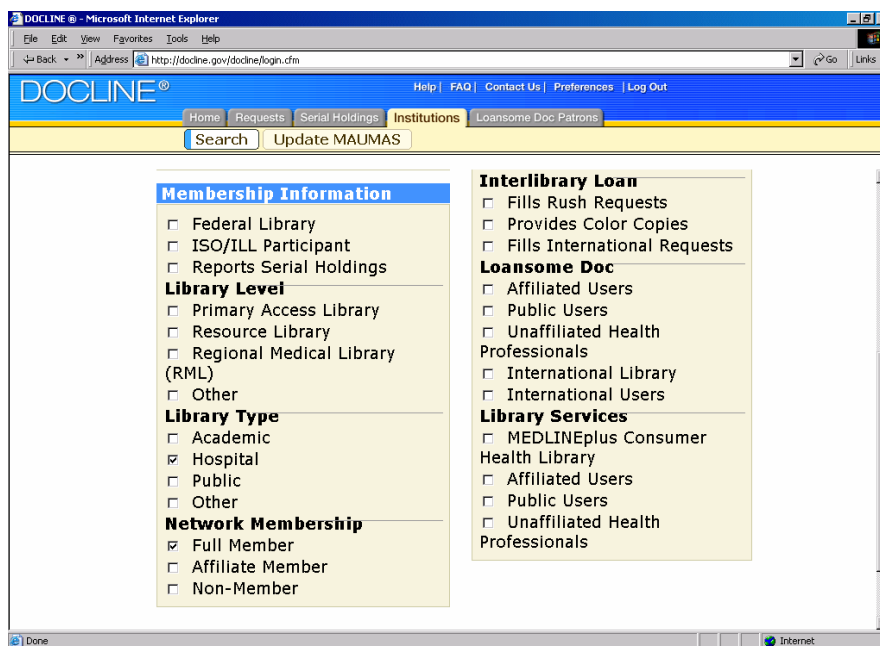 DOCLINE ® - Microsoft Internet Explorer
File Edit View Favorites Tools Help
Back » Address http://docline.gov/docline/login.cfm Go Links
DOCLINE®
Help | FAQ | Contact Us | Preferences | Log Out
Home Requests Serial Holdings Institutions Loansome Doc Patrons
Search Update MAUMAS
Membership Information
Federal Library
ISO/ILL Participant
Reports Serial Holdings
Library Level
Primary Access Library
Resource Library
Regional Medical Library
(RML)
Other
Library Type
Academic
Hospital
Public
Other
Network Membership
Full Member
Affiliate Member
Non-Member
Interlibrary Loan
Fills Rush Requests
Provides Color Copies
Fills International Requests
Loansome Doc
Affiliated Users
Public Users
Unaffiliated Health
Professionals
International Library
International Users
Library Services
MEDLINEplus Consumer
Health Library
Affiliated Users
Public Users
Unaffiliated Health
Professionals
Done Internet